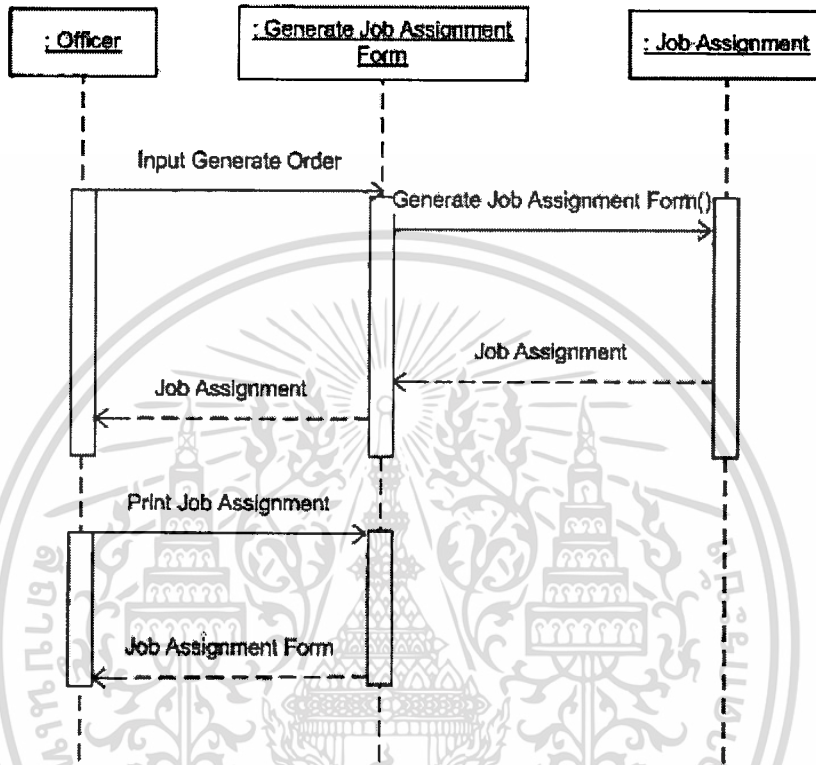 : Officer
: Generate Job Assignment
Form
: Job Assignment
Input Generate Order
Generate Job Assignment Form()
Job Assignment
Job Assignment
Print Job Assignment
Job Assignment Form